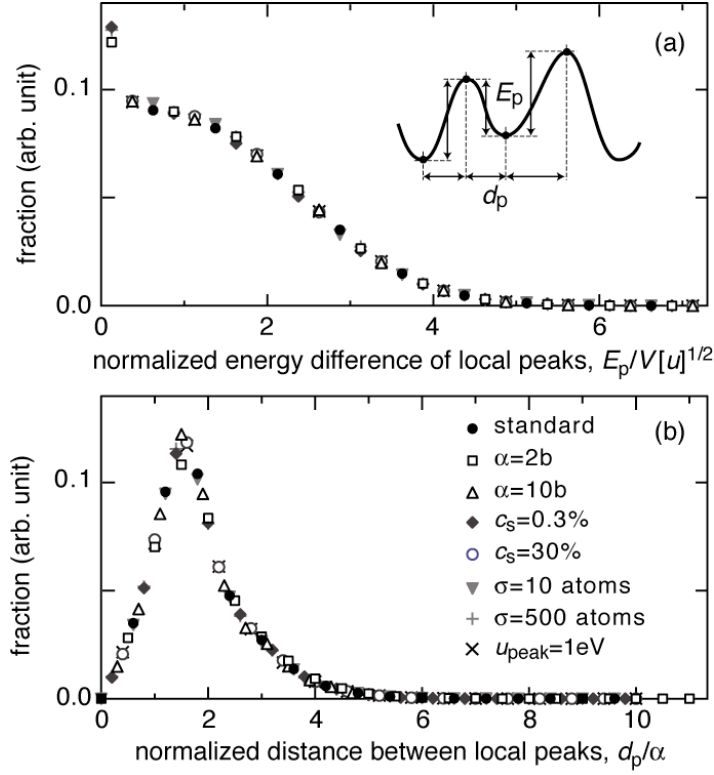 (a)
0.1
E_p
d_p
fraction (arb. unit)
0.0
0 2 4 6
normalized energy difference of local peaks, E_p/V[u]^{1/2}
(b)
standard
α=2b
α=10b
c_s=0.3%
c_s=30%
σ=10 atoms
σ=500 atoms
u_peak=1eV
0.1
fraction (arb. unit)
0.0
0 2 4 6 8 10
normalized distance between local peaks, d_p/α